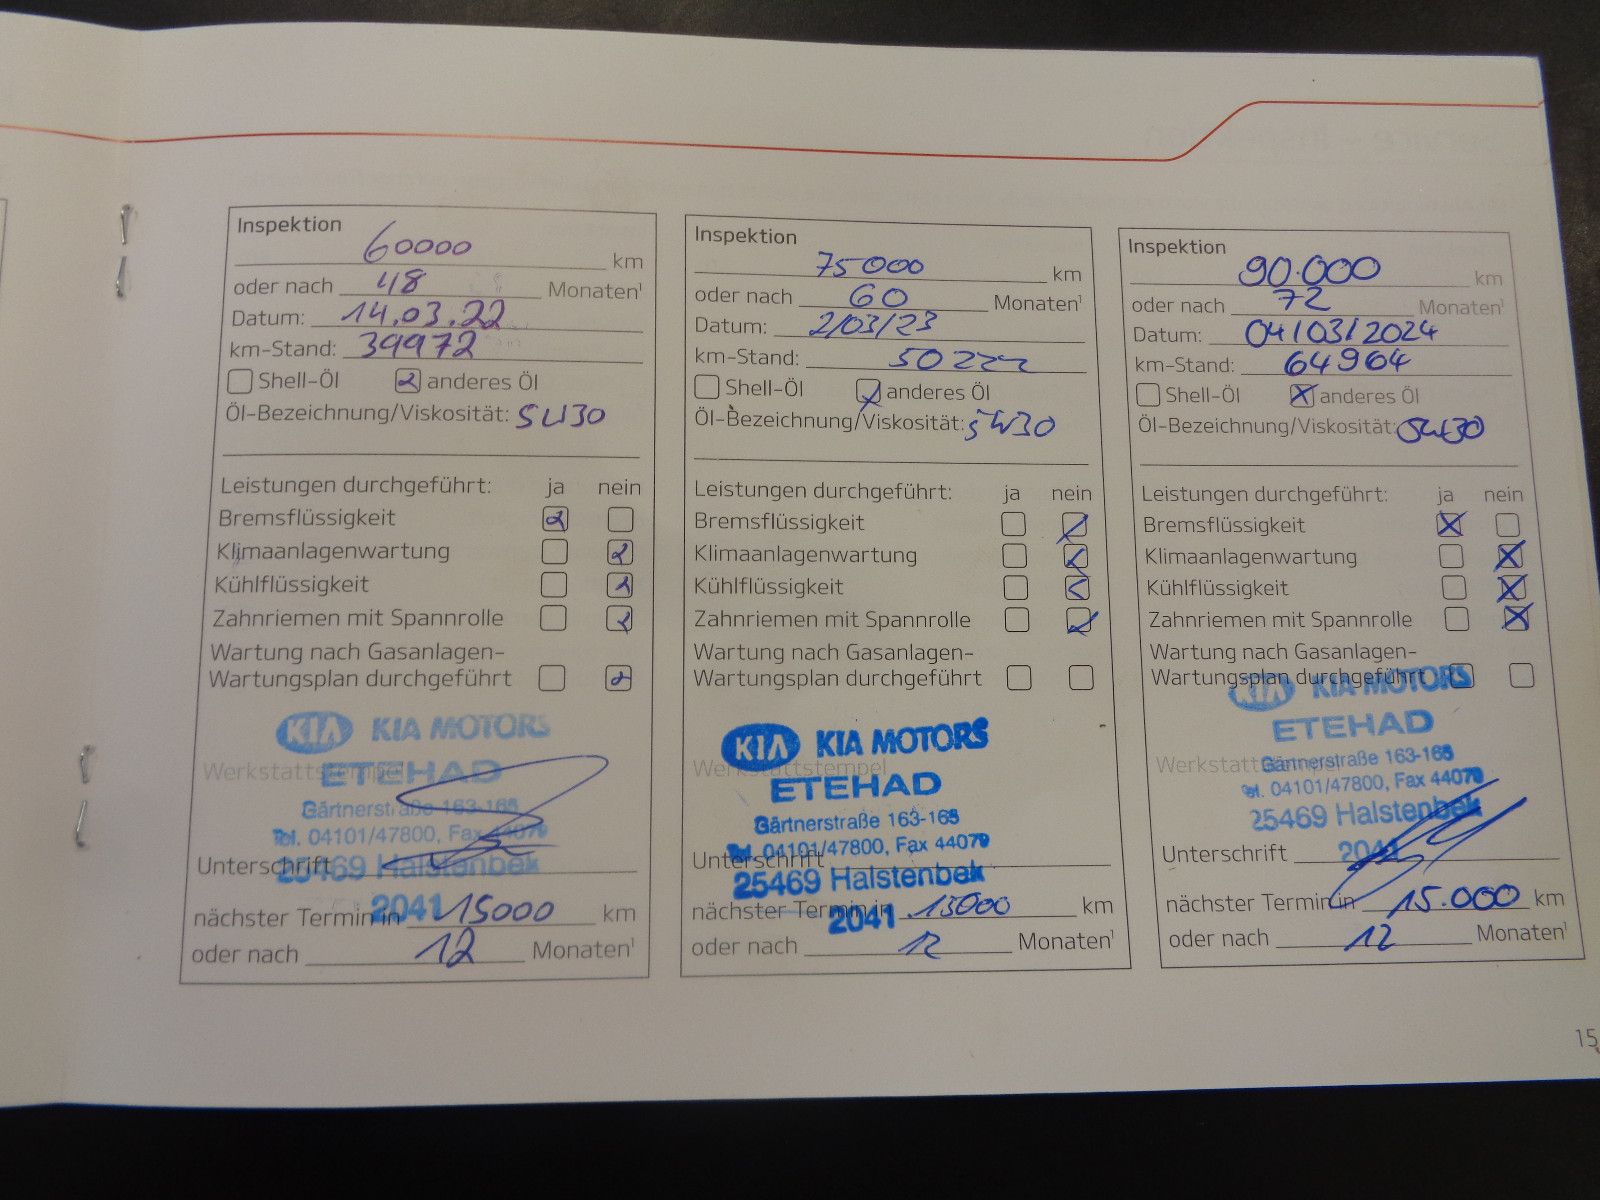 Inspektion
60000 km
oder nach 48 Monaten¹
Datum: 14.03.22
km-Stand: 39972
Shell-Öl anderes Öl
Öl-Bezeichnung/Viskosität: 5W30
Leistungen durchgeführt: ja nein
Bremsflüssigkeit
Klimaanlagenwartung
Kühlflüssigkeit
Zahnriemen mit Spannrolle
Wartung nach Gasanlagen-
Wartungsplan durchgeführt
KIA KIA MOTORS
Werkstattstempel
ETEHAD
Gärtnerstraße 163-165
Tel. 04101/47800, Fax 44079
Unterschrift
25469 Halstenbek
2041
nächster Termin in 15000 km
oder nach 12 Monaten¹
Inspektion
75000 km
oder nach 60 Monaten¹
Datum: 2/03/23
km-Stand:
Shell-Öl anderes Öl
Öl-Bezeichnung/Viskosität: 5W30
Leistungen durchgeführt: ja nein
Bremsflüssigkeit
Klimaanlagenwartung
Kühlflüssigkeit
Zahnriemen mit Spannrolle
Wartung nach Gasanlagen-
Wartungsplan durchgeführt
KIA KIA MOTORS
Werkstattstempel
ETEHAD
Gärtnerstraße 163-165
Tel. 04101/47800, Fax 44079
Unterschrift
25469 Halstenbek
2041
nächster Termin in 15000 km
oder nach 12 Monaten¹
Inspektion
90.000 km
oder nach 72 Monaten¹
Datum: 04/03/2024
km-Stand: 64964
Shell-Öl anderes Öl
Öl-Bezeichnung/Viskosität: 5W30
Leistungen durchgeführt: ja nein
Bremsflüssigkeit
Klimaanlagenwartung
Kühlflüssigkeit
Zahnriemen mit Spannrolle
Wartung nach Gasanlagen-
Wartungsplan durchgeführt
KIA KIA MOTORS
ETEHAD
Werkstattstempel
Gärtnerstraße 163-165
Tel. 04101/47800, Fax 44079
25469 Halstenbek
2041
Unterschrift
nächster Termin in 15.000 km
oder nach 12 Monaten¹
15